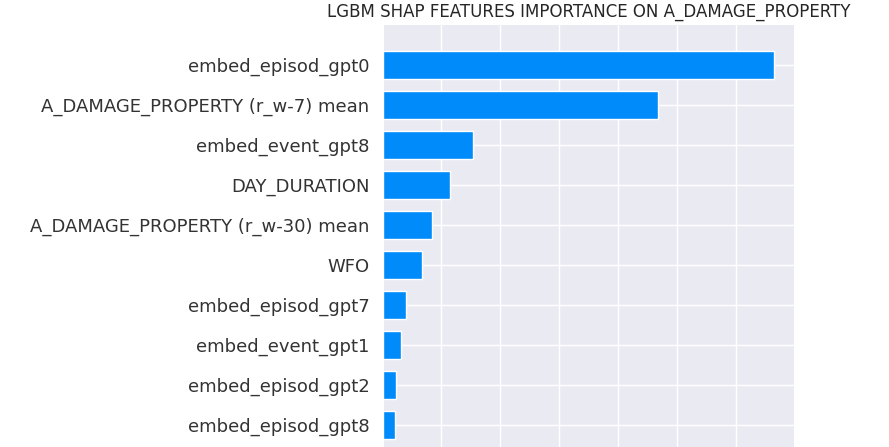 LGBM SHAP FEATURES IMPORTANCE ON A_DAMAGE_PROPERTY
embed_episod_gpt0
A_DAMAGE_PROPERTY (r_w-7) mean
embed_event_gpt8
DAY_DURATION
A_DAMAGE_PROPERTY (r_w-30) mean
WFO
embed_episod_gpt7
embed_event_gpt1
embed_episod_gpt2
embed_episod_gpt8